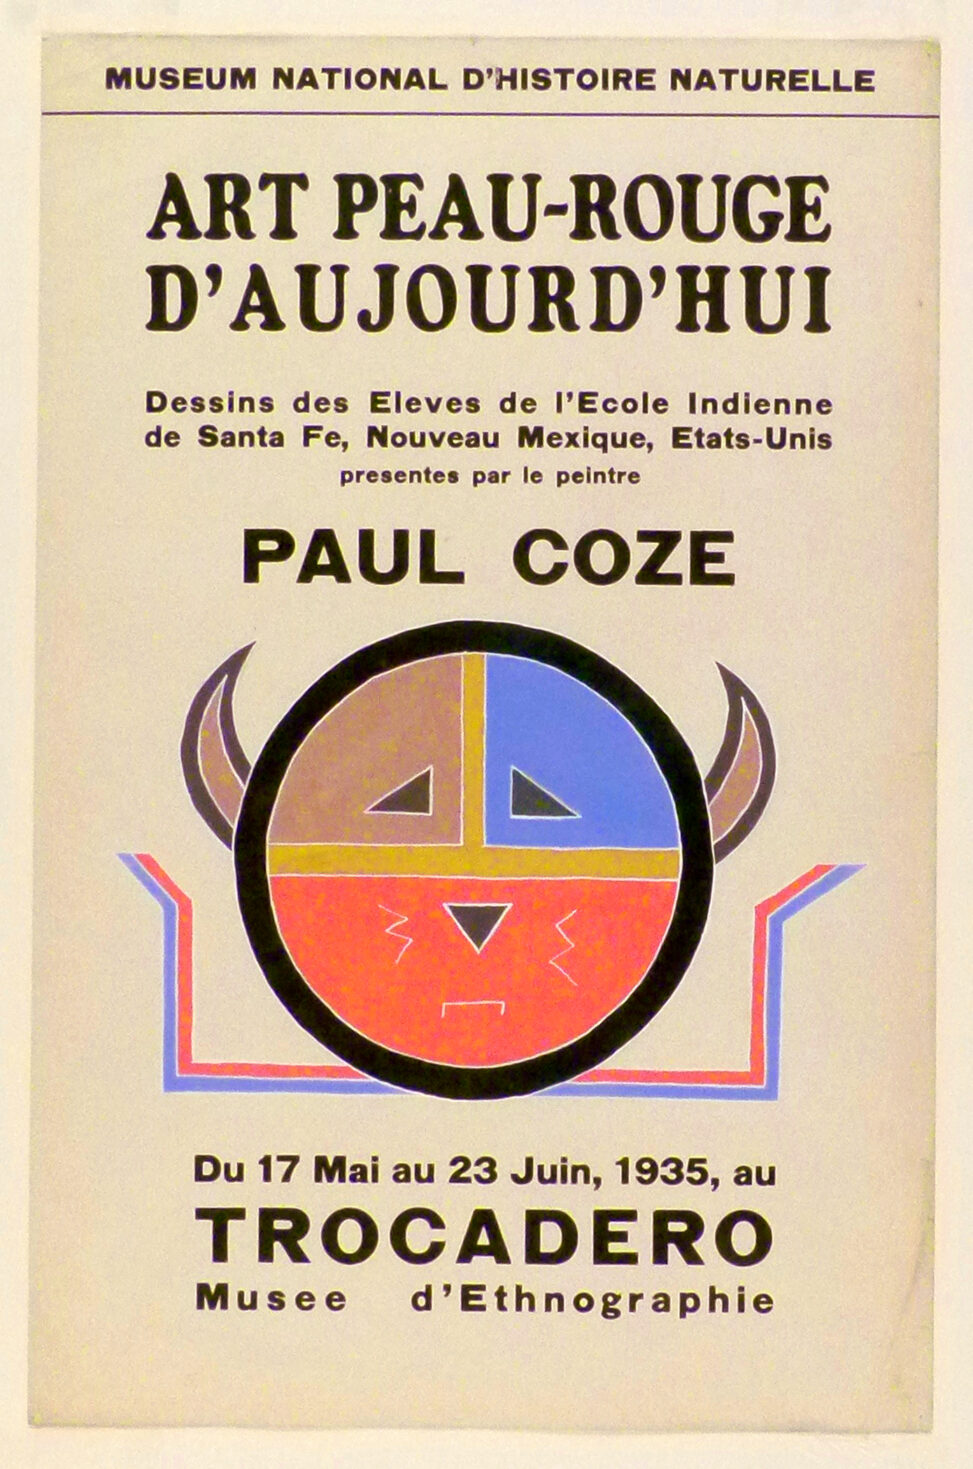 MUSEUM NATIONAL D'HISTOIRE NATURELLE
ART PEAU-ROUGE
D'AUJOURD'HUI
Dessins des Eleves de l'Ecole Indienne
de Santa Fe, Nouveau Mexique, Etats-Unis
presentes par le peintre
PAUL COZE
Du 17 Mai au 23 Juin, 1935, au
TROCADERO
Musee d'Ethnographie